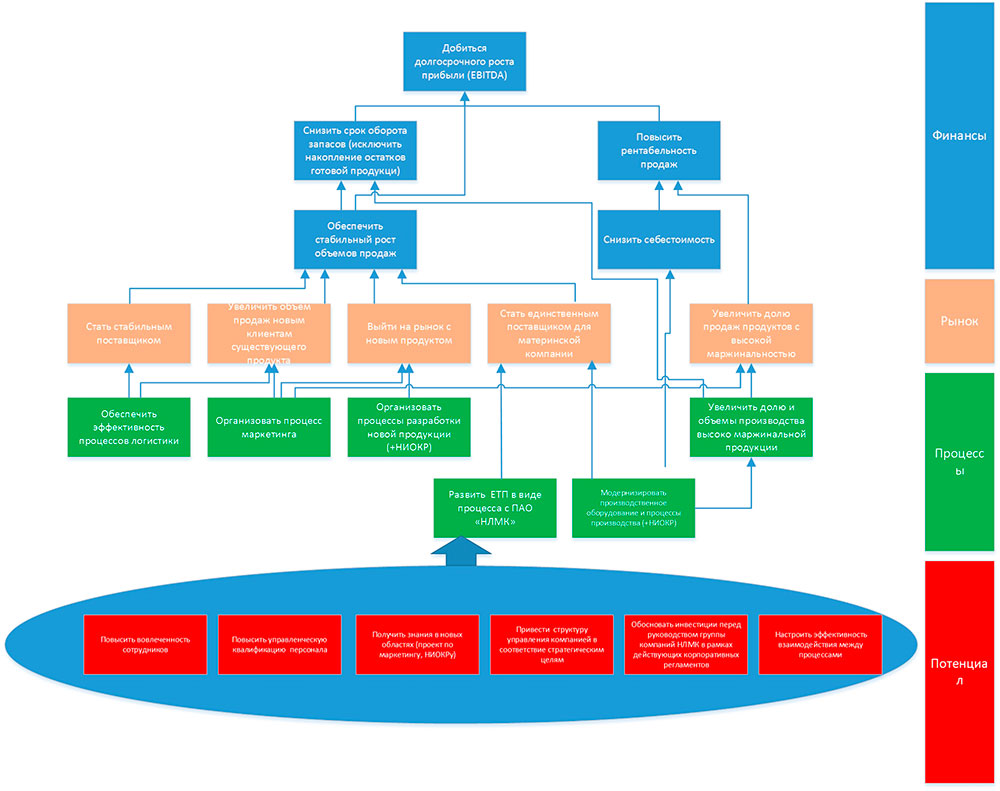 Добиться
долгосрочного роста
прибыли (EBITDA)
Снизить срок оборота
запасов (исключить
накопление остатков
готовой продукци)
Повысить
рентабельность
продаж
Финансы
Обеспечить
стабильный рост
объемов продаж
Снизить себестоимость
Стать стабильным
поставщиком
Увеличить объем
продаж новым
клиентам
существующего
продукта
Выйти на рынок с
новым продуктом
Стать единственным
поставщиком для
материнской
компании
Увеличить долю
продаж продуктов с
высокой
маржинальностью
Рынок
Обеспечить
эффективность
процессов логистики
Организовать процесс
маркетинга
Организовать
процессы разработки
новой продукции
(+НИОКР)
Увеличить долю и
объемы производства
высоко маржинальной
продукции
Процесс
ы
Развить ЕТП в виде
процесса с ПАО
«НЛМК»
Модернизировать
производственное
оборудование и процессы
производства (+НИОКР)
Повысить вовлеченность
сотрудников
Повысить управленческую
квалификацию персонала
Получить знания в новых
областях (проект по
маркетингу, НИОКРу)
Привести структуру
управления компанией в
соответствие стратегическим
целям
Обосновать инвестиции перед
руководством группы
компаний НЛМК в рамках
действующих корпоративных
регламентов
Настроить эффективность
взаимодействия между
процессами
Потенциа
л